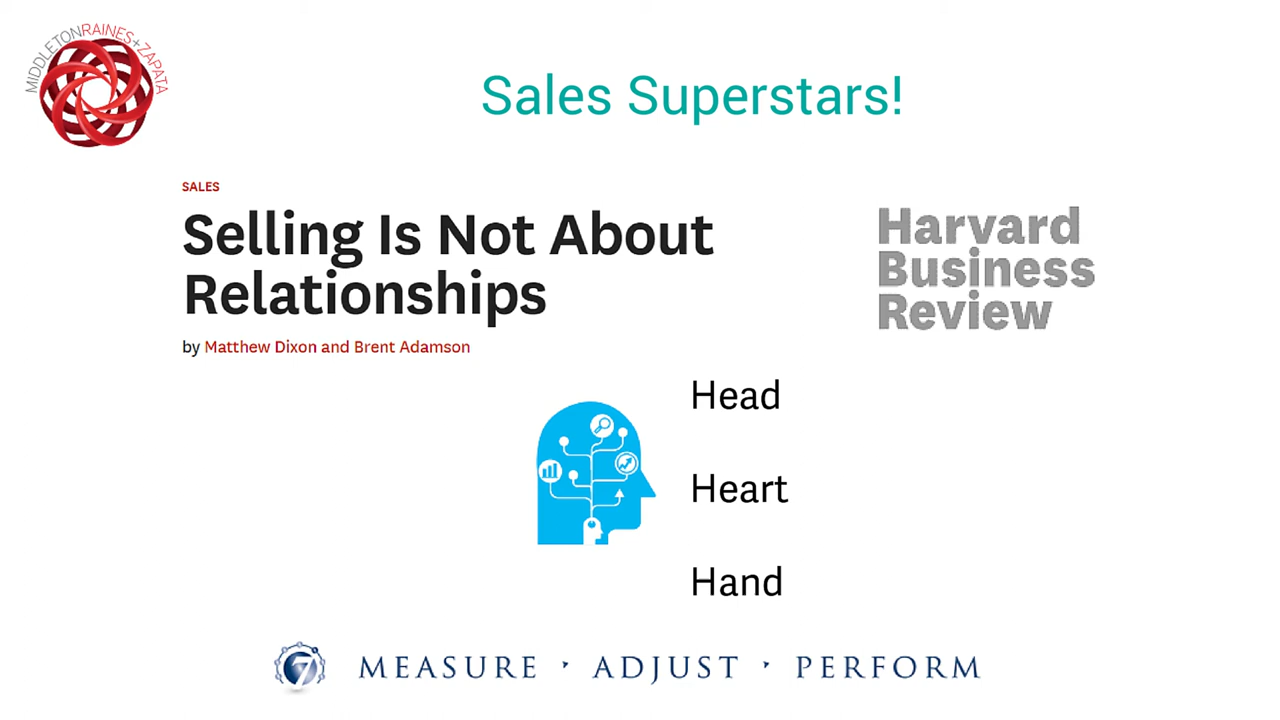 MIDDLETONRAINES+ZAPATA
Sales Superstars!
SALES
Selling Is Not About
Relationships
by Matthew Dixon and Brent Adamson
Harvard
Business
Review
Head
Heart
Hand
7 MEASURE · ADJUST · PERFORM